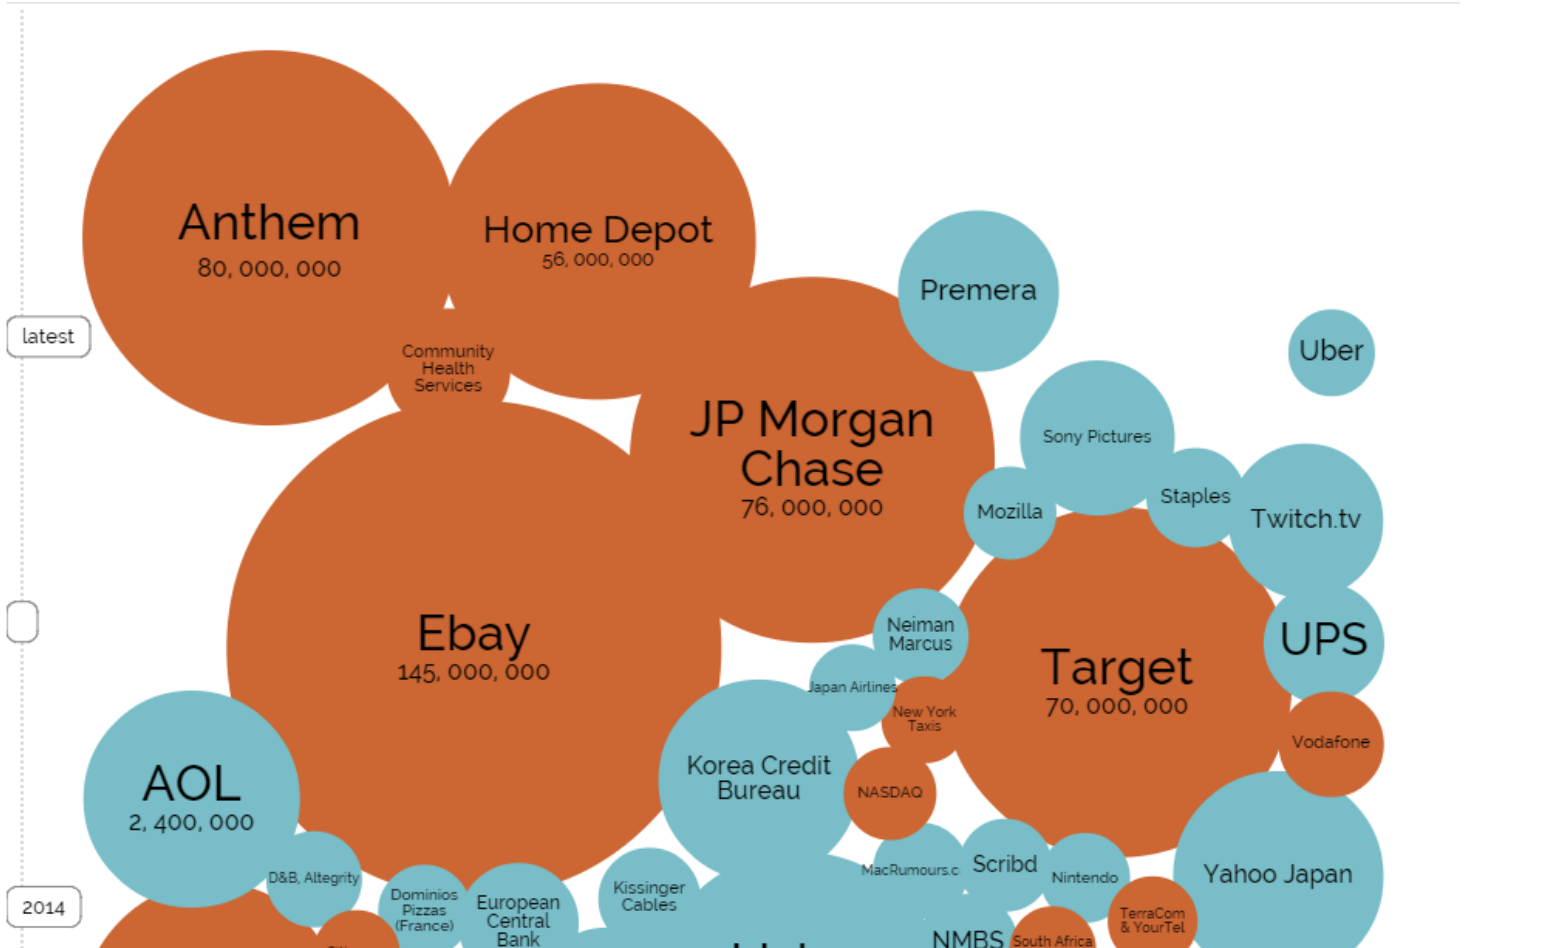 Anthem
80, 000, 000
Home Depot
56, 000, 000
Premera
latest
Community
Health
Services
Uber
JP Morgan
Chase
76, 000, 000
Sony Pictures
Mozilla
Staples
Twitch.tv
Ebay
145, 000, 000
Neiman
Marcus
UPS
Target
70, 000, 000
Japan Airlines
New York
Taxis
Vodafone
Korea Credit
Bureau
NASDAQ
AOL
2, 400, 000
D&B, Altegrity
Dominios
Pizzas
(France)
European
Central
Bank
Kissinger
Cables
MacRumours.c
Scribd
Nintendo
Yahoo Japan
2014
NMBS
South Africa
TerraCom
& YourTel